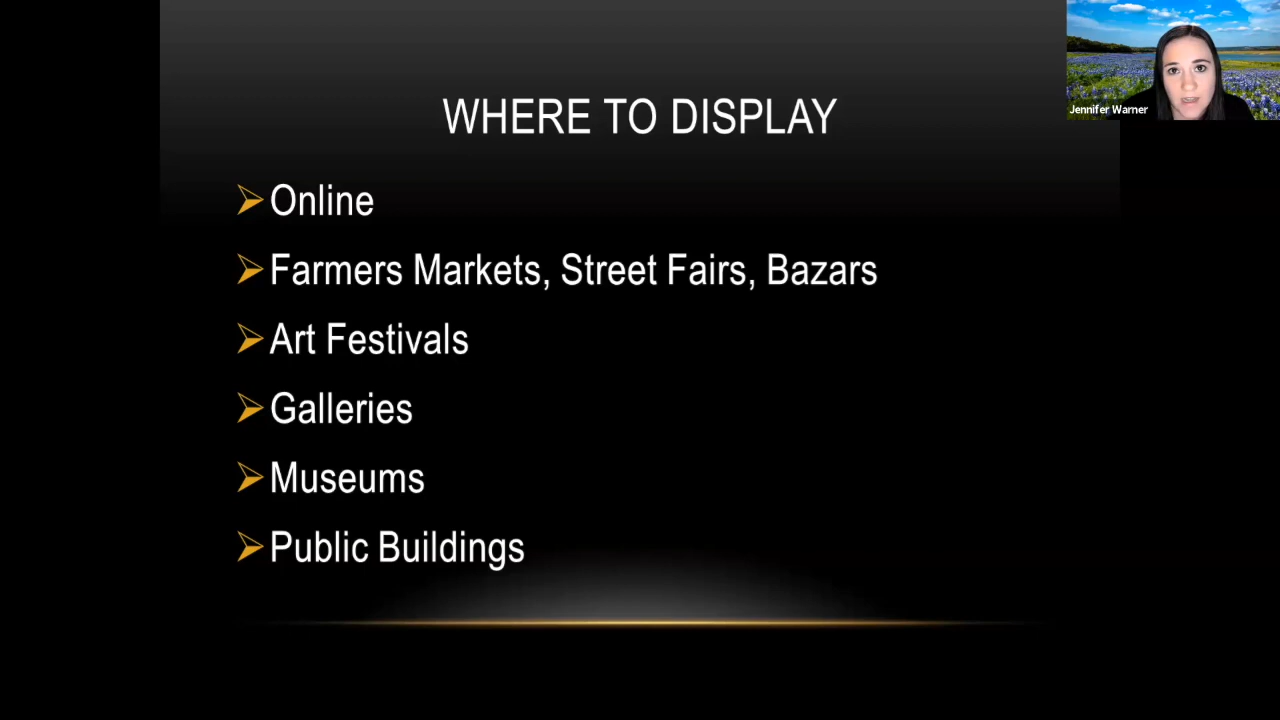 WHERE TO DISPLAY
Jennifer Warner
Online
Farmers Markets, Street Fairs, Bazars
Art Festivals
Galleries
Museums
Public Buildings